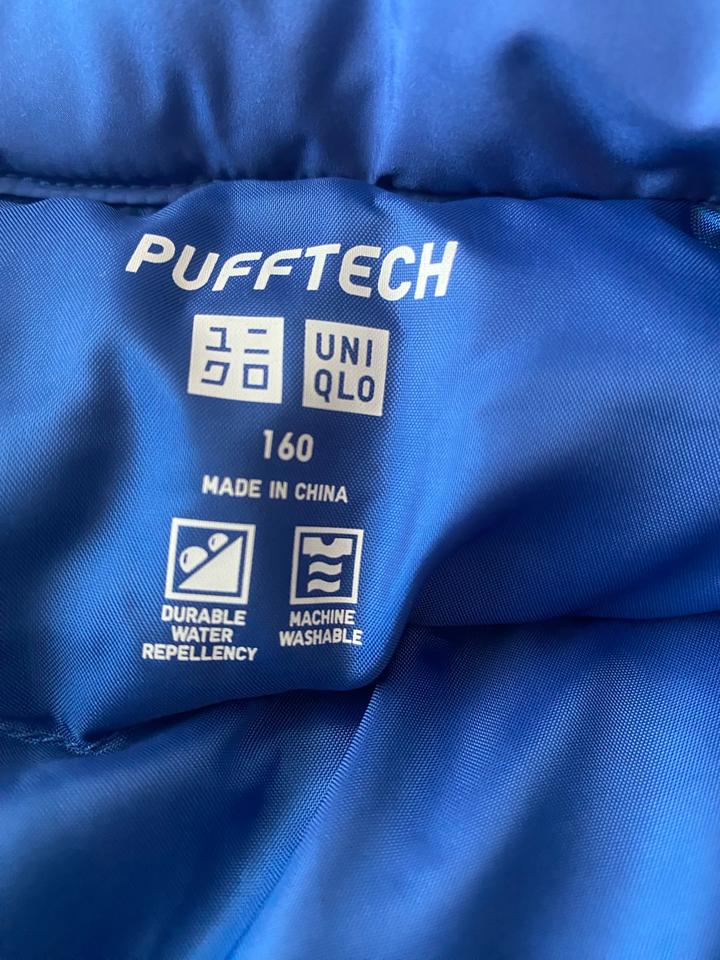 PUFFTECH
ユニ
クロ
UNI
QLO
160
MADE IN CHINA
DURABLE
WATER
REPELLENCY
MACHINE
WASHABLE